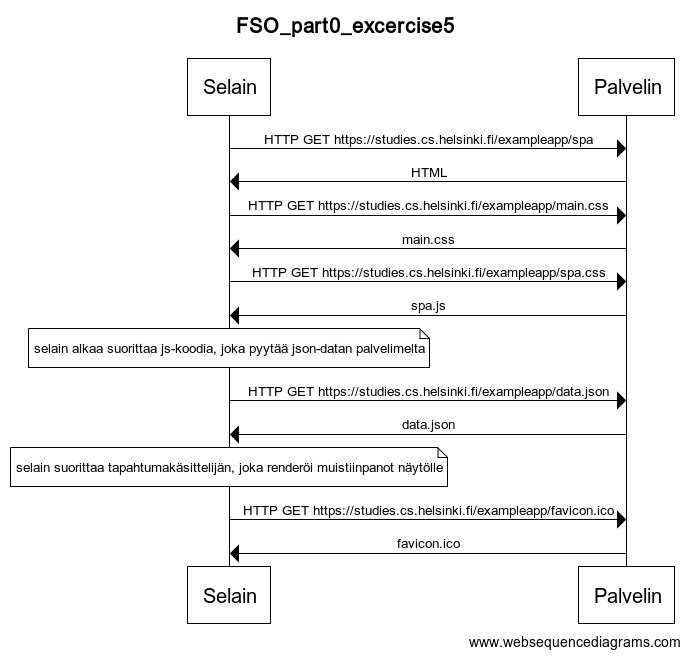 FSO_part0_excercise5
Selain
Palvelin
HTTP GET https://studies.cs.helsinki.fi/exampleapp/spa
HTML
HTTP GET https://studies.cs.helsinki.fi/exampleapp/main.css
main.css
HTTP GET https://studies.cs.helsinki.fi/exampleapp/spa.css
spa.js
selain alkaa suorittaa js-koodia, joka pyytää json-datan palvelimelta
HTTP GET https://studies.cs.helsinki.fi/exampleapp/data.json
data.json
selain suorittaa tapahtumakäsittelijän, joka renderöi muistiinpanot näytölle
HTTP GET https://studies.cs.helsinki.fi/exampleapp/favicon.ico
favicon.ico
Selain
Palvelin
www.websequencediagrams.com